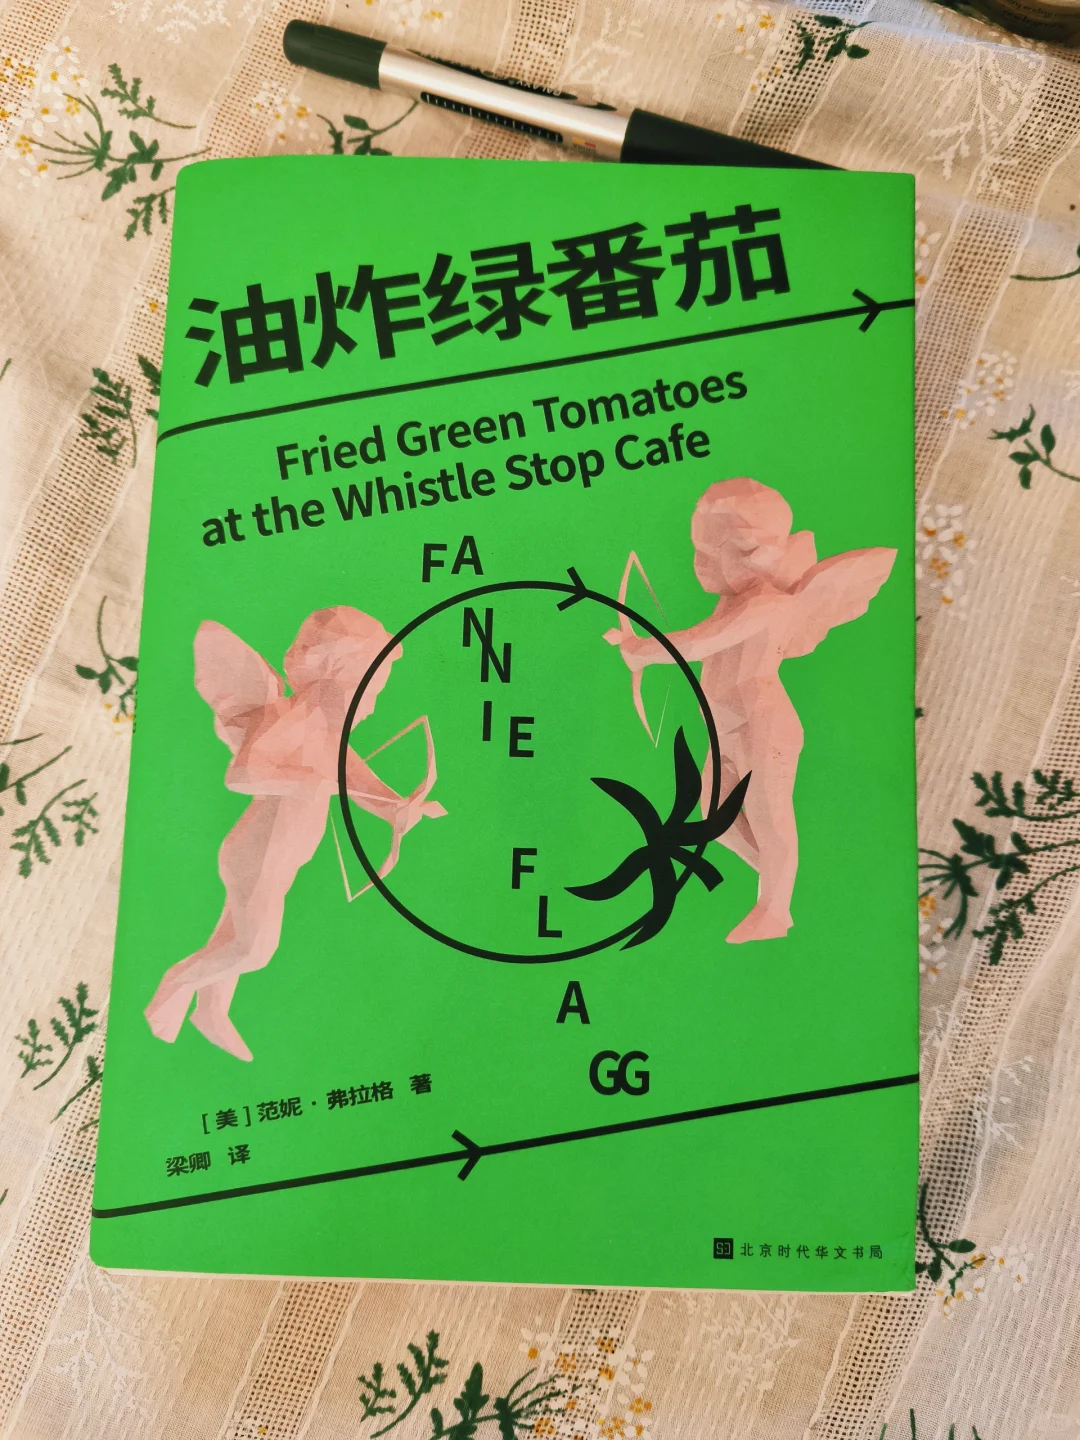 油炸绿番茄
Fried Green Tomatoes
at the Whistle Stop Cafe
FA
N
N
I E
F
L
A
GG
[美] 范妮·弗拉格 著
梁卿 译
北京时代华文书局